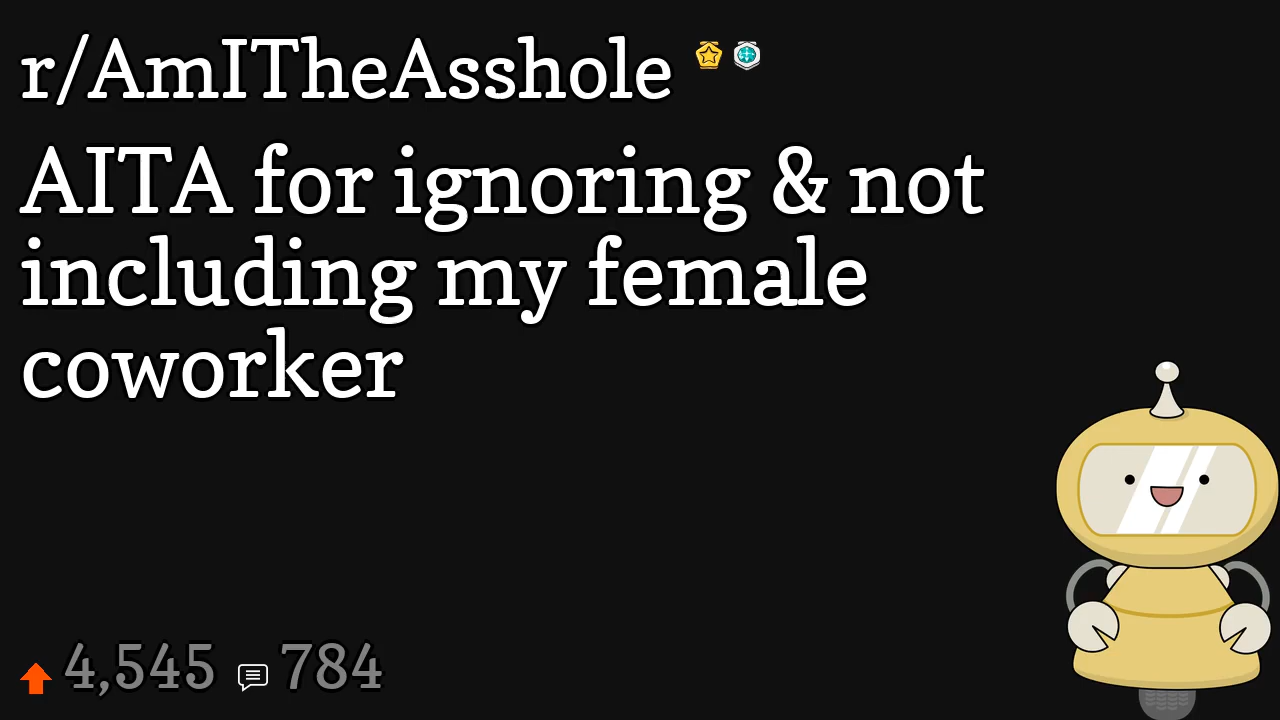 r/AmITheAsshole
AITA for ignoring & not
including my female
coworker
4,545 784